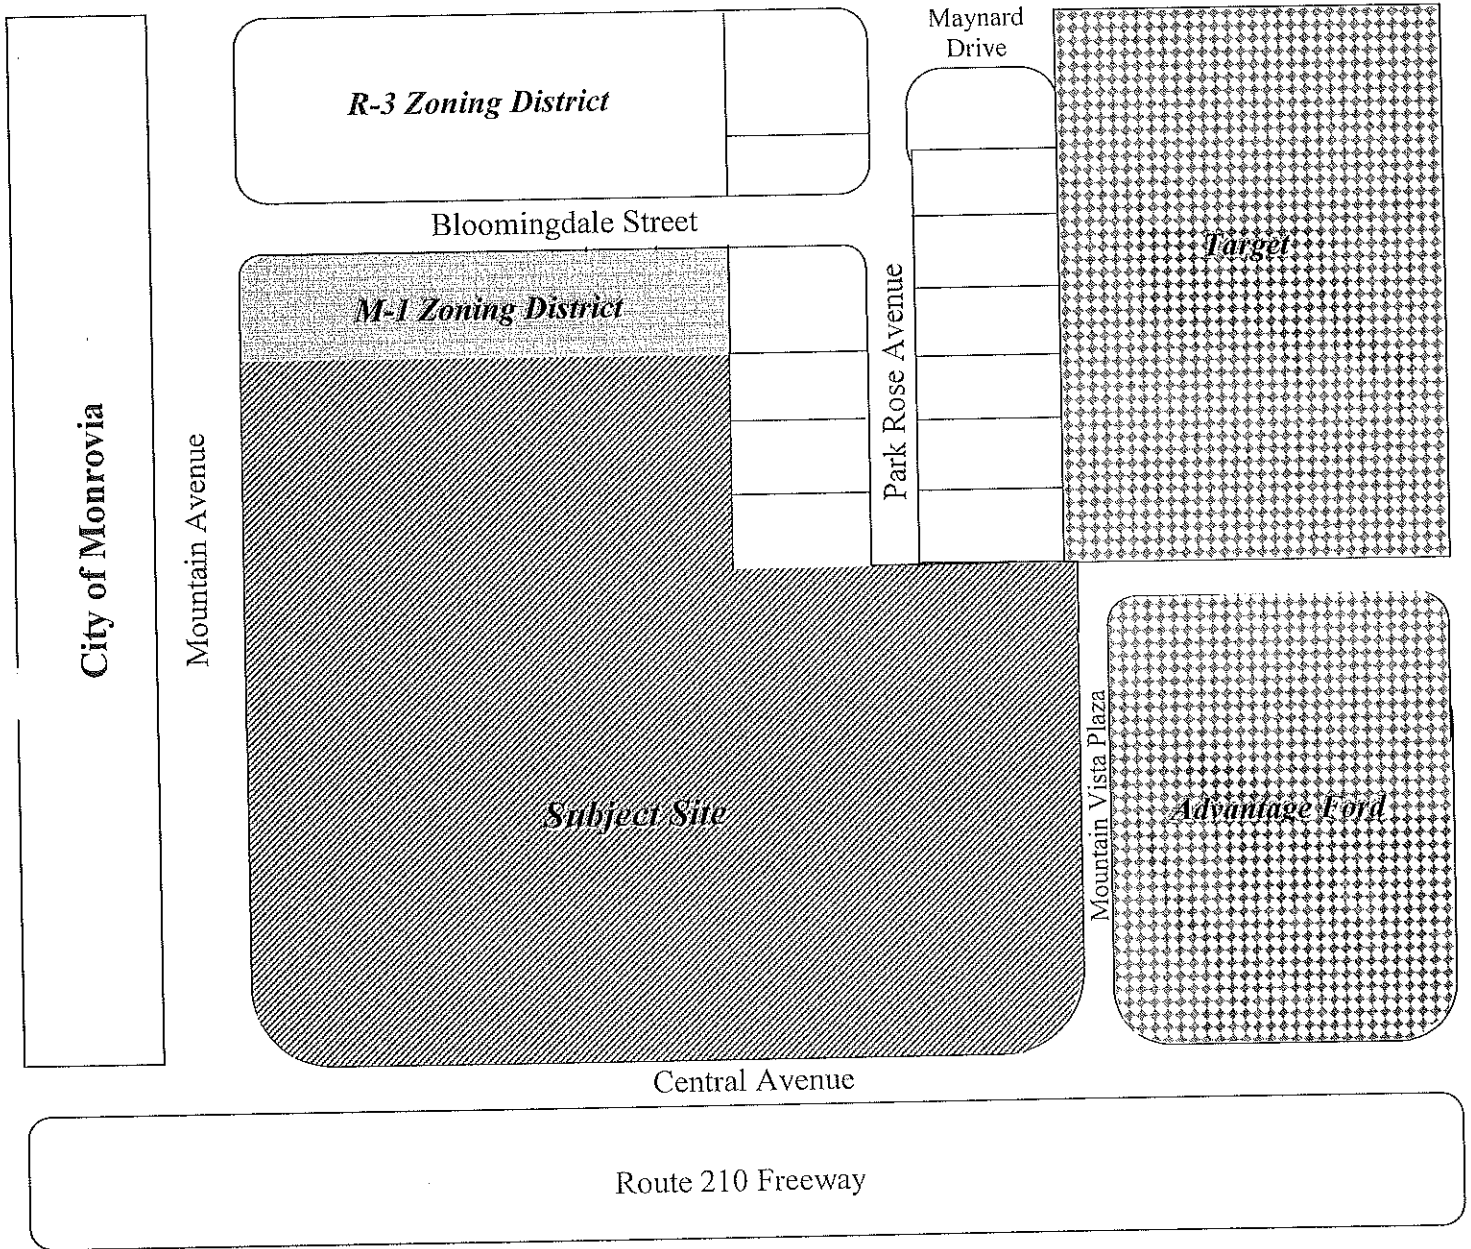 Maynard
Drive
R-3 Zoning District
Bloomingdale Street
Target
M-1 Zoning District
Park Rose Avenue
City of Monrovia
Mountain Avenue
Subject Site
Mountain Vista Plaza
Advantage Ford
Central Avenue
Route 210 Freeway